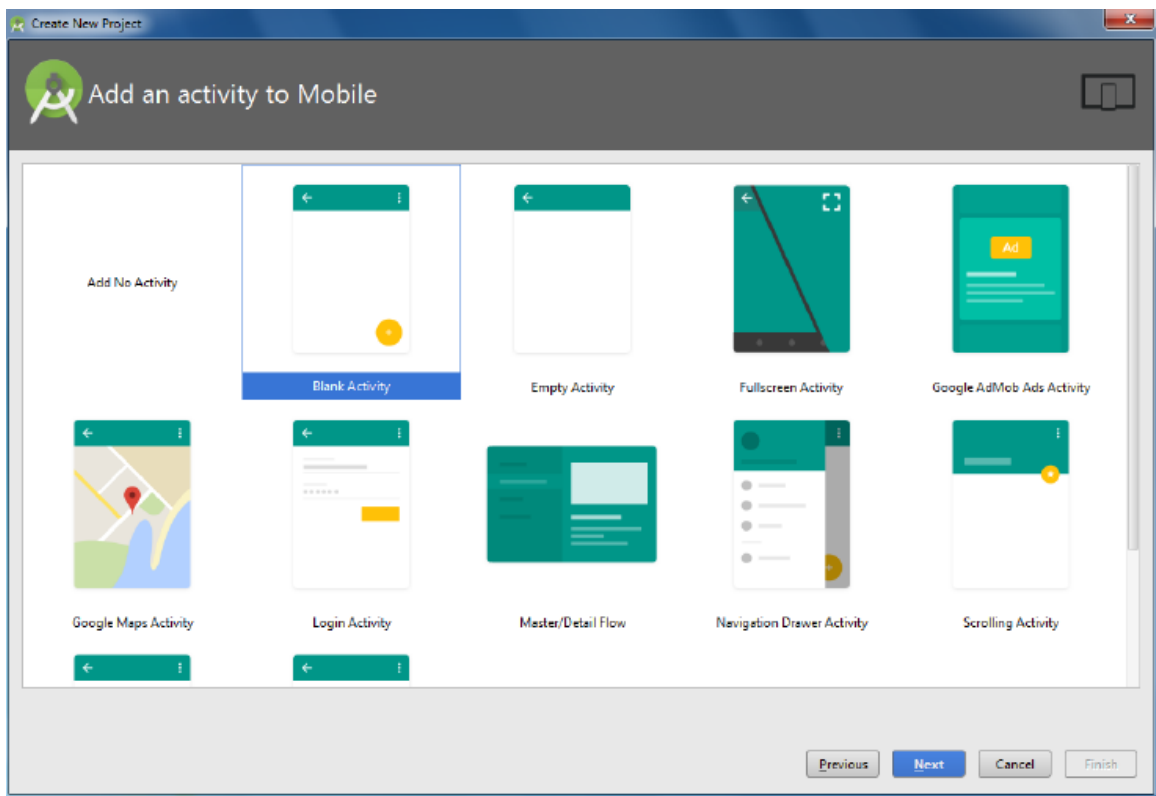 Create New Project
Add an activity to Mobile
Add No Activity
Ad
Blank Activity
Empty Activity
Fullscreen Activity
Google AdMob Ads Activity
Google Maps Activity
Login Activity
Master/Detail Flow
Navigation Drawer Activity
Scrolling Activity
Previous
Next
Cancel
Finish